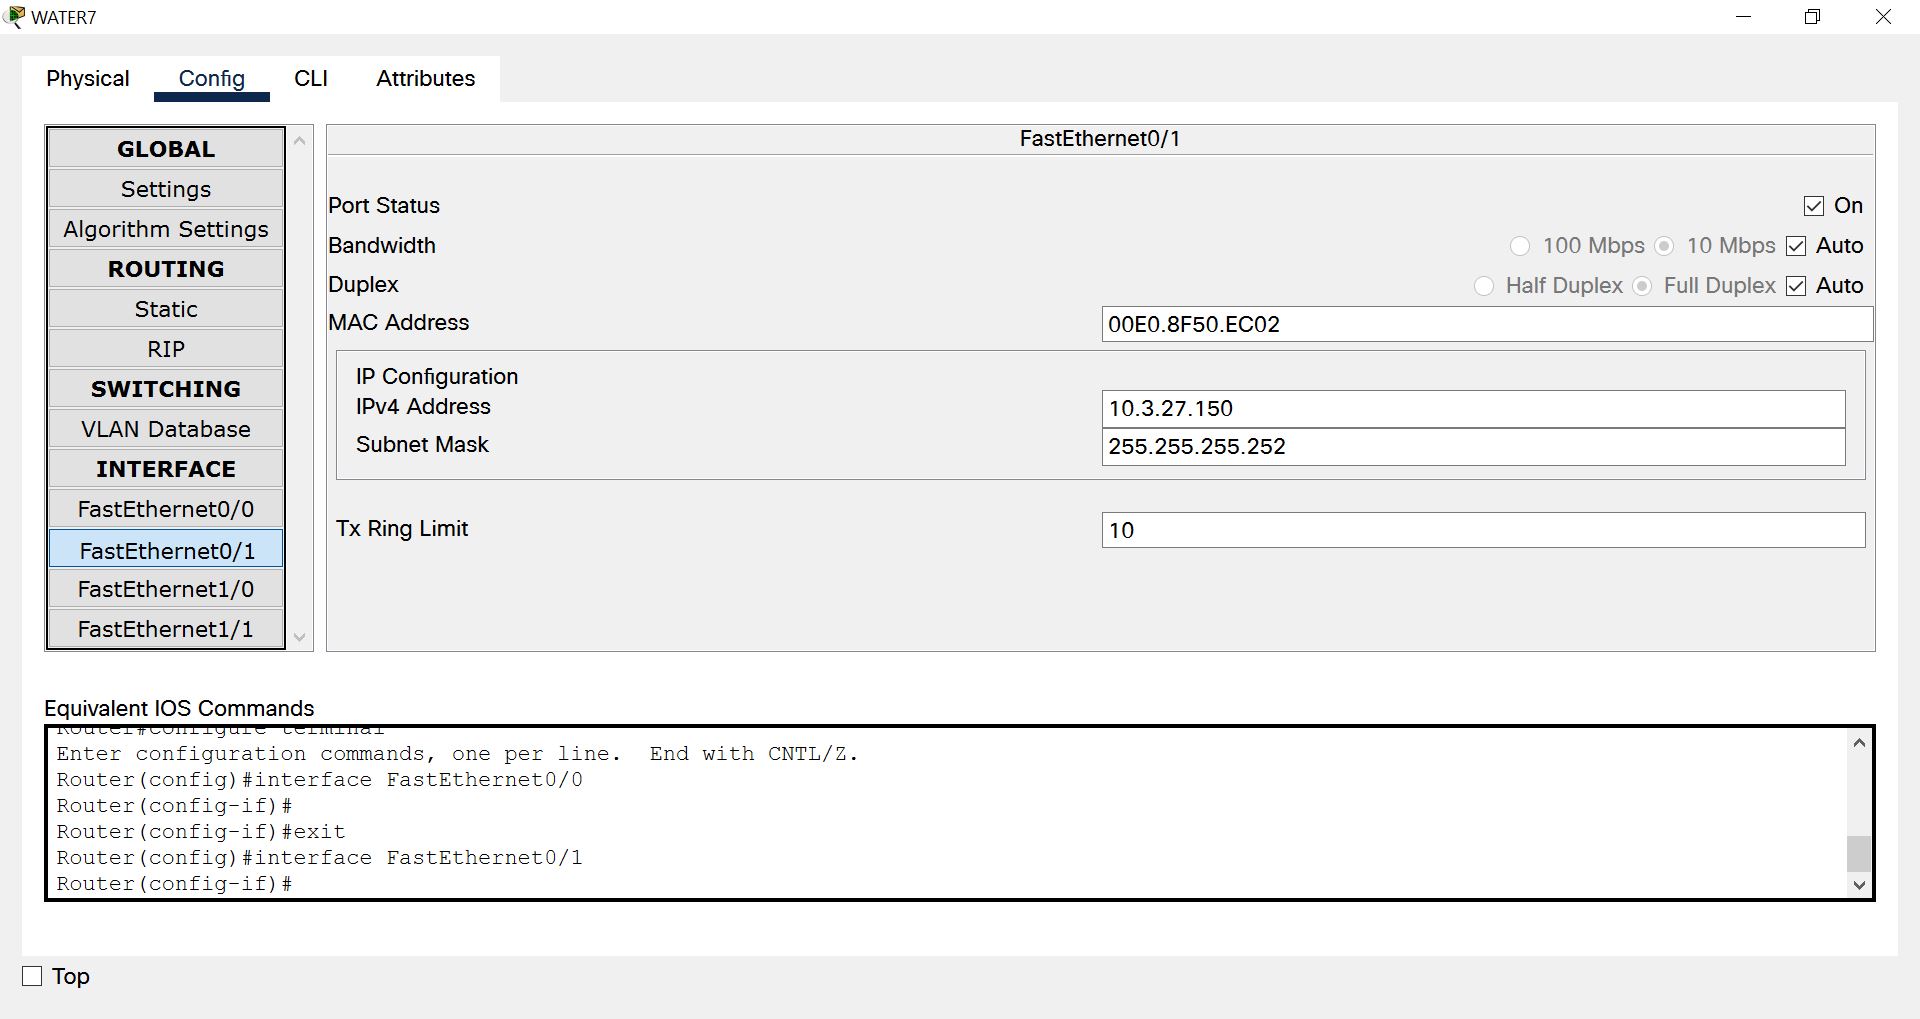 WATER7
Physical Config CLI Attributes
GLOBAL
Settings
Algorithm Settings
ROUTING
Static
RIP
SWITCHING
VLAN Database
INTERFACE
FastEthernet0/0
FastEthernet0/1
FastEthernet1/0
FastEthernet1/1
FastEthernet0/1
Port Status On
Bandwidth 100 Mbps 10 Mbps Auto
Duplex Half Duplex Full Duplex Auto
MAC Address 00E0.8F50.EC02
IP Configuration
IPv4 Address 10.3.27.150
Subnet Mask 255.255.255.252
Tx Ring Limit 10
Equivalent IOS Commands
Router#configure terminal
Enter configuration commands, one per line.  End with CNTL/Z.
Router(config)#interface FastEthernet0/0
Router(config-if)#
Router(config-if)#exit
Router(config)#interface FastEthernet0/1
Router(config-if)#
Top